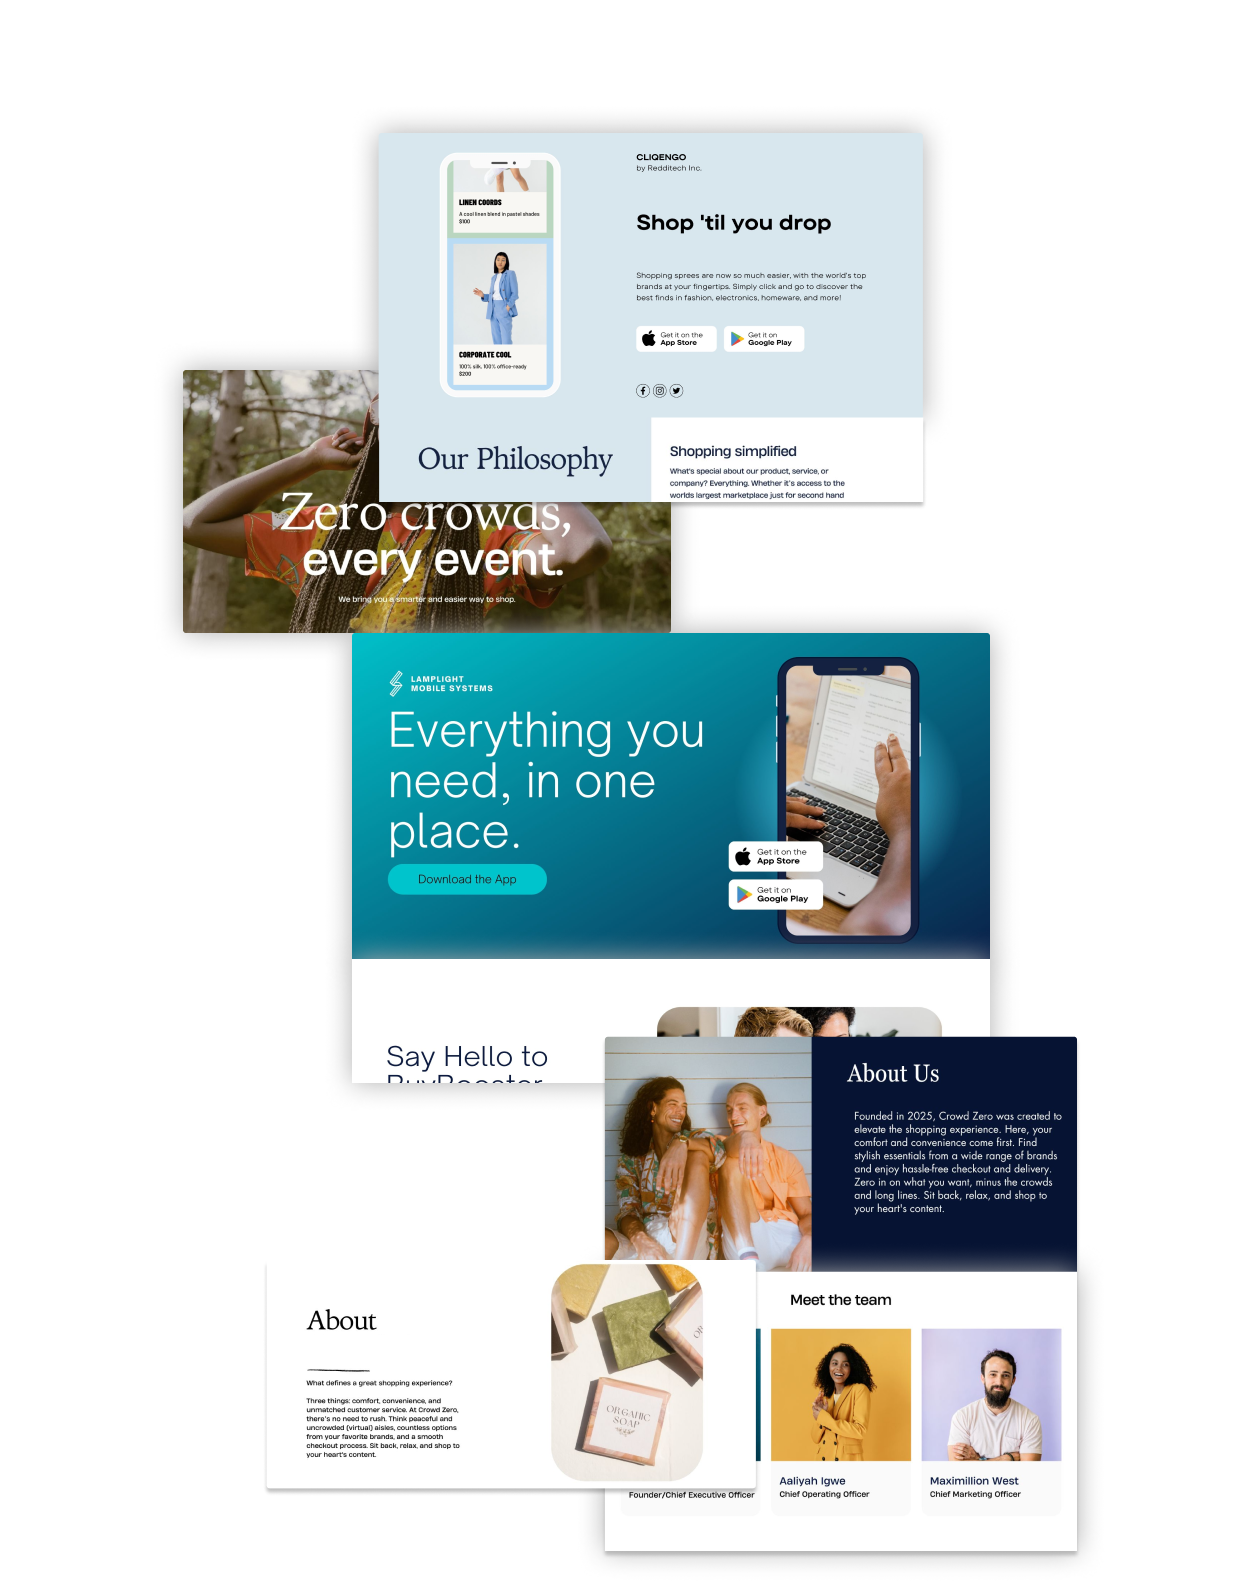 CLIQENGO
by Redditech Inc.
Shop 'til you drop
Shopping sprees are now so much easier, with the world's top
brands at your fingertips. Simply click and go to discover the
best finds in fashion, electronics, homeware, and more!
Get it on the
App Store
Get it on
Google Play
LINEN COORDS
A cool linen blend in pastel shades
$100
CORPORATE COOL
100% silk, 100% office-ready
$200
Our Philosophy
Shopping simplified
What's special about our product, service, or
company? Everything. Whether it's access to the
worlds largest marketplace just for second hand
Zero crowds,
every event.
We bring you a smarter and easier way to shop.
LAMPLIGHT
MOBILE SYSTEMS
Everything you
need, in one
place.
Download the App
Get it on the
App Store
Get it on
Google Play
Say Hello to
BuyBooster
About Us
Founded in 2025, Crowd Zero was created to
elevate the shopping experience. Here, your
comfort and convenience come first. Find
stylish essentials from a wide range of brands
and enjoy hassle-free checkout and delivery.
Zero in on what you want, minus the crowds
and long lines. Sit back, relax, and shop to
your heart's content.
Meet the team
Founder/Chief Executive Officer
Aaliyah Igwe
Chief Operating Officer
Maximillion West
Chief Marketing Officer
About
What defines a great shopping experience?
Three things: comfort, convenience, and
unmatched customer service. At Crowd Zero,
there's no need to rush. Think peaceful and
uncrowded (virtual) aisles, countless options
from your favorite brands, and a smooth
checkout process. Sit back, relax, and shop to
your heart's content.
ORGANIC
SOAP